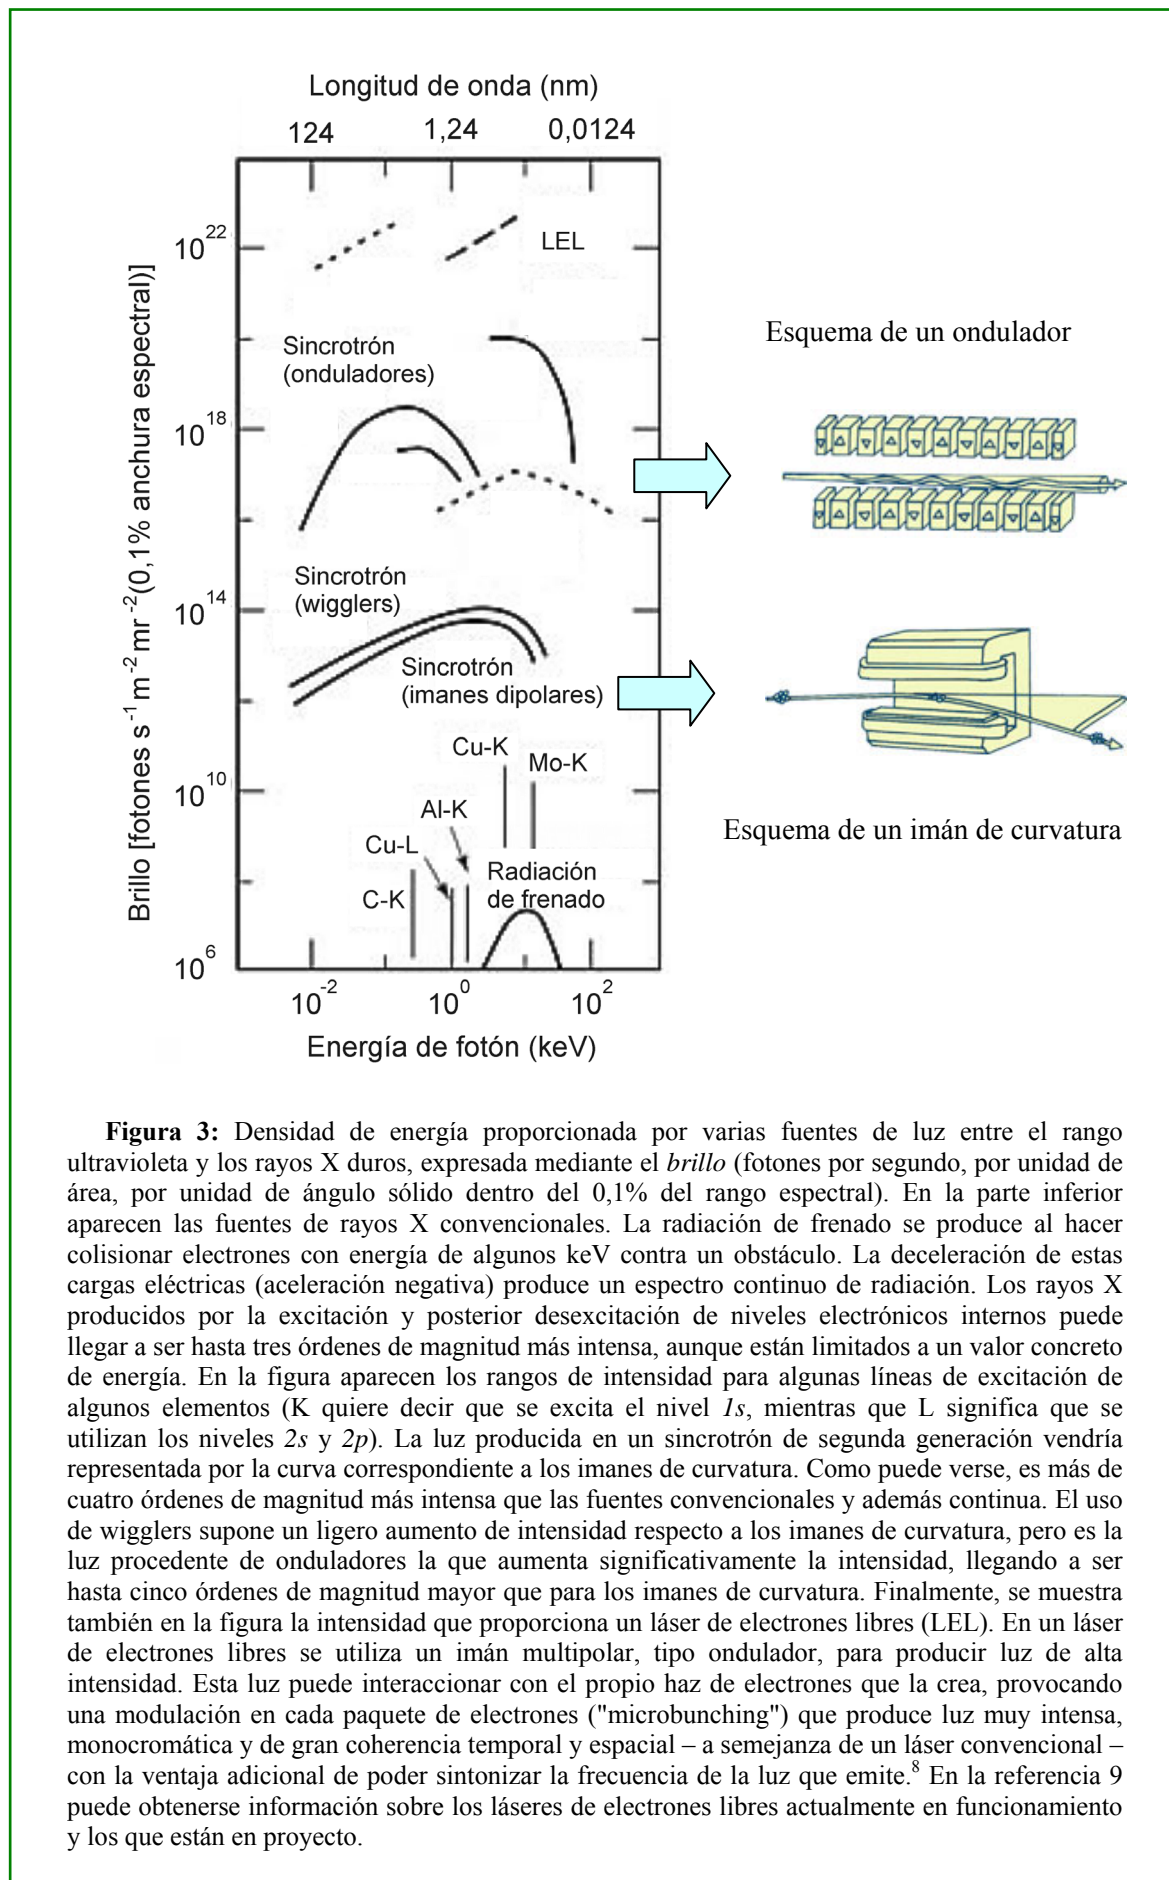 Longitud de onda (nm)
124 1,24 0,0124
10^22
LEL
Esquema de un ondulador
Sincrotrón
(onduladores)
10^18
Sincrotrón
(wigglers)
10^14
Sincrotrón
(imanes dipolares)
Cu-K
Mo-K
10^10
Al-K
Esquema de un imán de curvatura
Cu-L
Radiación
de frenado
C-K
10^6
10^-2 10^0 10^2
Energía de fotón (keV)
Brillo [fotones s^-1 m^-2 mr^-2 (0,1% anchura espectral)]
Figura 3: Densidad de energía proporcionada por varias fuentes de luz entre el rango
ultravioleta y los rayos X duros, expresada mediante el brillo (fotones por segundo, por unidad de
área, por unidad de ángulo sólido dentro del 0,1% del rango espectral). En la parte inferior
aparecen las fuentes de rayos X convencionales. La radiación de frenado se produce al hacer
colisionar electrones con energía de algunos keV contra un obstáculo. La deceleración de estas
cargas eléctricas (aceleración negativa) produce un espectro continuo de radiación. Los rayos X
producidos por la excitación y posterior desexcitación de niveles electrónicos internos puede
llegar a ser hasta tres órdenes de magnitud más intensa, aunque están limitados a un valor concreto
de energía. En la figura aparecen los rangos de intensidad para algunas líneas de excitación de
algunos elementos (K quiere decir que se excita el nivel 1s, mientras que L significa que se
utilizan los niveles 2s y 2p). La luz producida en un sincrotrón de segunda generación vendría
representada por la curva correspondiente a los imanes de curvatura. Como puede verse, es más de
cuatro órdenes de magnitud más intensa que las fuentes convencionales y además continua. El uso
de wigglers supone un ligero aumento de intensidad respecto a los imanes de curvatura, pero es la
luz procedente de onduladores la que aumenta significativamente la intensidad, llegando a ser
hasta cinco órdenes de magnitud mayor que para los imanes de curvatura. Finalmente, se muestra
también en la figura la intensidad que proporciona un láser de electrones libres (LEL). En un láser
de electrones libres se utiliza un imán multipolar, tipo ondulador, para producir luz de alta
intensidad. Esta luz puede interaccionar con el propio haz de electrones que la crea, provocando
una modulación en cada paquete de electrones ("microbunching") que produce luz muy intensa,
monocromática y de gran coherencia temporal y espacial – a semejanza de un láser convencional –
con la ventaja adicional de poder sintonizar la frecuencia de la luz que emite.8 En la referencia 9
puede obtenerse información sobre los láseres de electrones libres actualmente en funcionamiento
y los que están en proyecto.